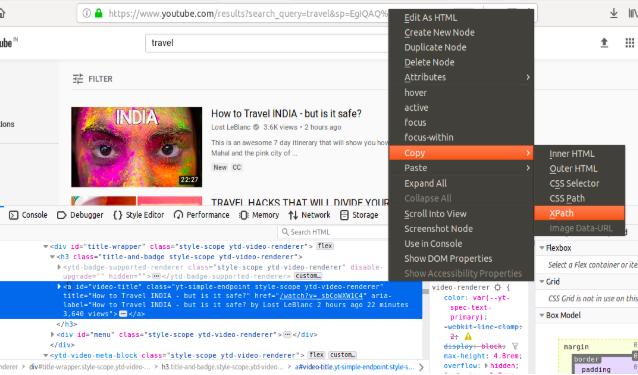 https://www.youtube.com/results?search_query=travel&sp=EgIQAQ%
ube IN
travel
FILTER
tions
INDIA
22:27
How to Travel INDIA - but is it safe?
Lost LeBlanc • 3.6K views • 2 hours ago
This is an awesome 7 day itinerary that will show you how
Mahal and the pink city of ...
New CC
TRAVEL HACKS THAT WILL DIVIDE YOUR
Edit As HTML
Create New Node
Duplicate Node
Delete Node
Attributes
hover
active
focus
focus-within
Copy
Paste
Expand All
Collapse All
Scroll Into View
Screenshot Node
Use in Console
Show DOM Properties
Show Accessibility Properties
Inner HTML
Outer HTML
CSS Selector
CSS Path
XPath
Image Data-URL
Console Debugger Style Editor Performance Memory Network Storage
Search HTML
<div id="title-wrapper" class="style-scope ytd-video-renderer"> flex
<h3 class="title-and-badge style-scope ytd-video-renderer">
<ytd-badge-supported-renderer class="style-scope ytd-video-renderer" disable-
upgrade="" hidden="">⋯</ytd-badge-supported-renderer> custom…
<a id="video-title" class="yt-simple-endpoint style-scope ytd-video-renderer"
title="How to Travel INDIA - but is it safe?" href="/watch?v=_sbCoWXW1C4" aria-
label="How to Travel INDIA - but is it safe? by Lost LeBlanc 2 hours ago 22 minutes
3,640 views">⋯</a>
</h3>
<div id="menu" class="style-scope ytd-video-renderer">⋯</div>
</div>
<ytd-video-meta-block class="style-scope ytd-video-renderer flex custom…
nderer div#title-wrapper.style-scope.ytd-video-… h3.title-and-badge.style-scope.ytd-video-… a#video-title.yt-simple-endpoint.style-s…
video-renderer {
color: var(--yt-
spec-text-
primary);
-webkit-line-clamp:
2;
display: block;
max-height: 4.8rem;
overflow: hidden;
Flexbox
Select a Flex container or ite
Grid
CSS Grid is not in use on this
Box Model
margin
border
padding